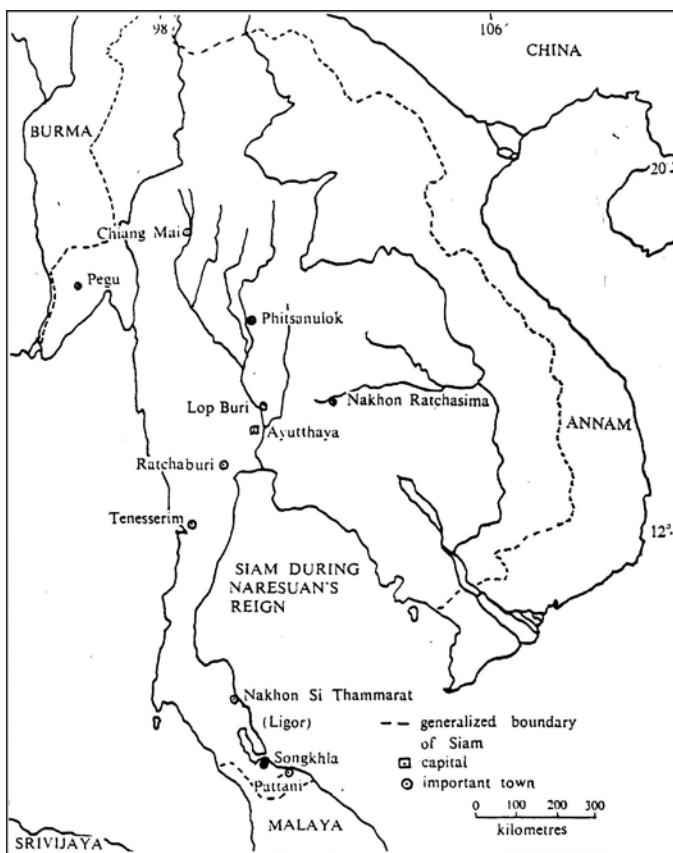 98°
106°
CHINA
BURMA
20°
Chiang Mai
Pegu
Phitsanulok
Lop Buri
Nakhon Ratchasima
Ayutthaya
ANNAM
Ratchaburi
Tenesserim
12°
SIAM DURING
NARESUAN'S
REIGN
Nakhon Si Thammarat
(Ligor)
generalized boundary
of Siam
Songkhla
capital
Pattani
important town
0 100 200 300
kilometres
MALAYA
SRIVIJAYA